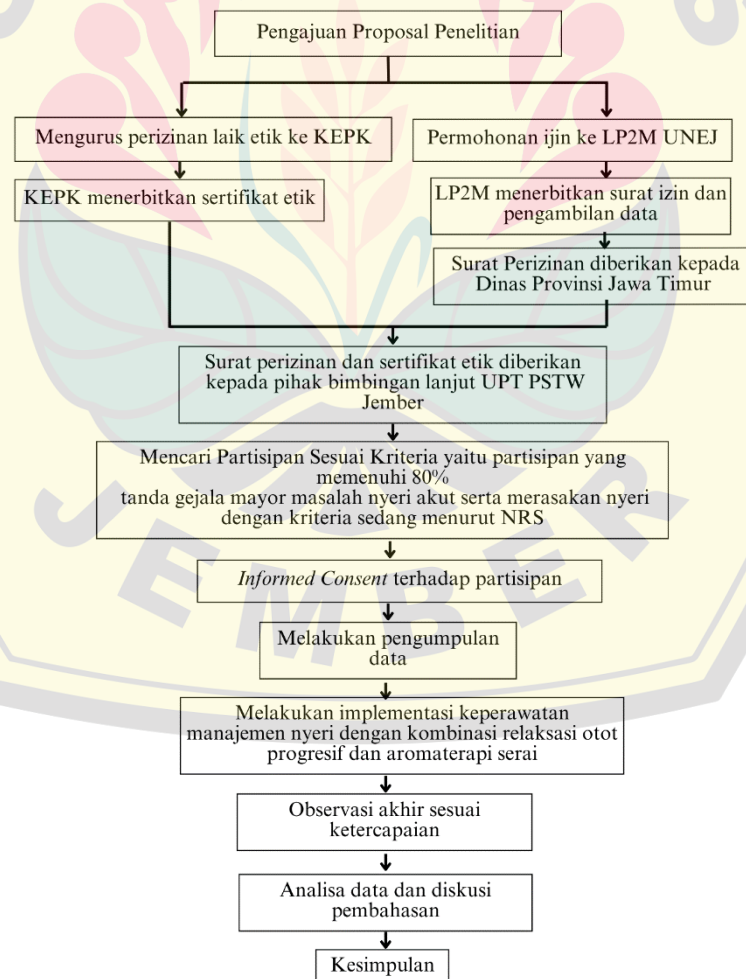 Pengajuan Proposal Penelitian
Mengurus perizinan laik etik ke KEPK
Permohonan ijin ke LP2M UNEJ
KEPK menerbitkan sertifikat etik
LP2M menerbitkan surat izin dan
pengambilan data
Surat Perizinan diberikan kepada
Dinas Provinsi Jawa Timur
Surat perizinan dan sertifikat etik diberikan
kepada pihak bimbingan lanjut UPT PSTW
Jember
Mencari Partisipan Sesuai Kriteria yaitu partisipan yang
memenuhi 80%
tanda gejala mayor masalah nyeri akut serta merasakan nyeri
dengan kriteria sedang menurut NRS
Informed Consent terhadap partisipan
Melakukan pengumpulan
data
Melakukan implementasi keperawatan
manajemen nyeri dengan kombinasi relaksasi otot
progresif dan aromaterapi serai
Observasi akhir sesuai
ketercapaian
Analisa data dan diskusi
pembahasan
Kesimpulan
JEMBER